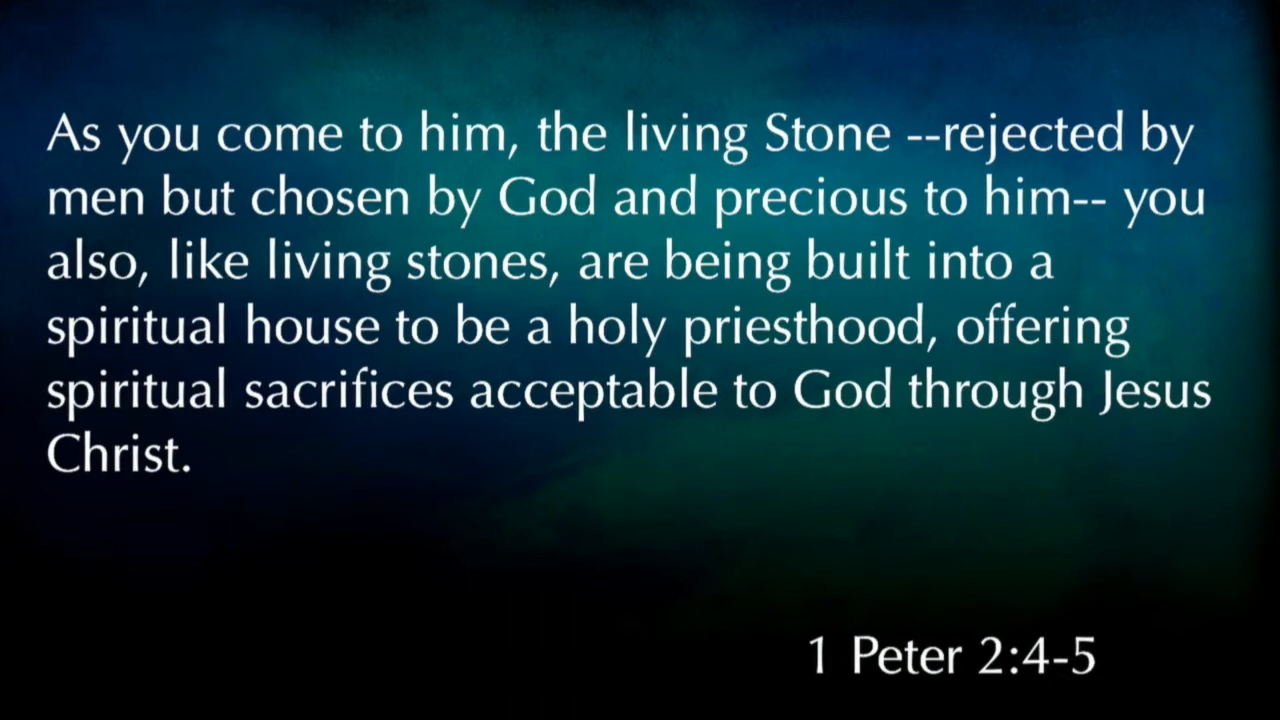 As you come to him, the living Stone --rejected by
men but chosen by God and precious to him-- you
also, like living stones, are being built into a
spiritual house to be a holy priesthood, offering
spiritual sacrifices acceptable to God through Jesus
Christ.
1 Peter 2:4-5